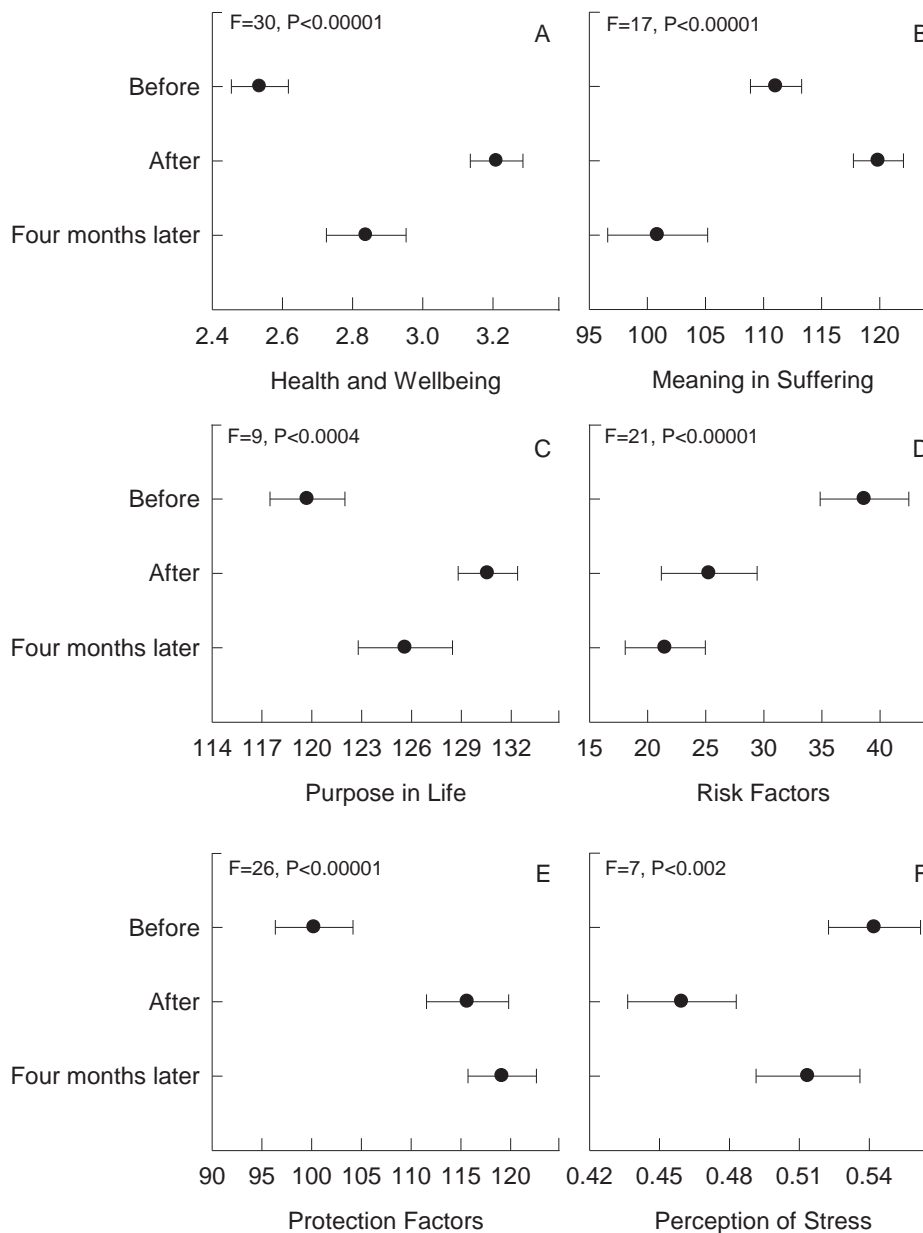 F=30, P<0.00001 A F=17, P<0.00001 B
Before
After
Four months later
2.4 2.6 2.8 3.0 3.2 95 100 105 110 115 120
Health and Wellbeing Meaning in Suffering
F=9, P<0.0004 C F=21, P<0.00001 D
Before
After
Four months later
114 117 120 123 126 129 132 15 20 25 30 35 40
Purpose in Life Risk Factors
F=26, P<0.00001 E F=7, P<0.002 F
Before
After
Four months later
90 95 100 105 110 115 120 0.42 0.45 0.48 0.51 0.54
Protection Factors Perception of Stress